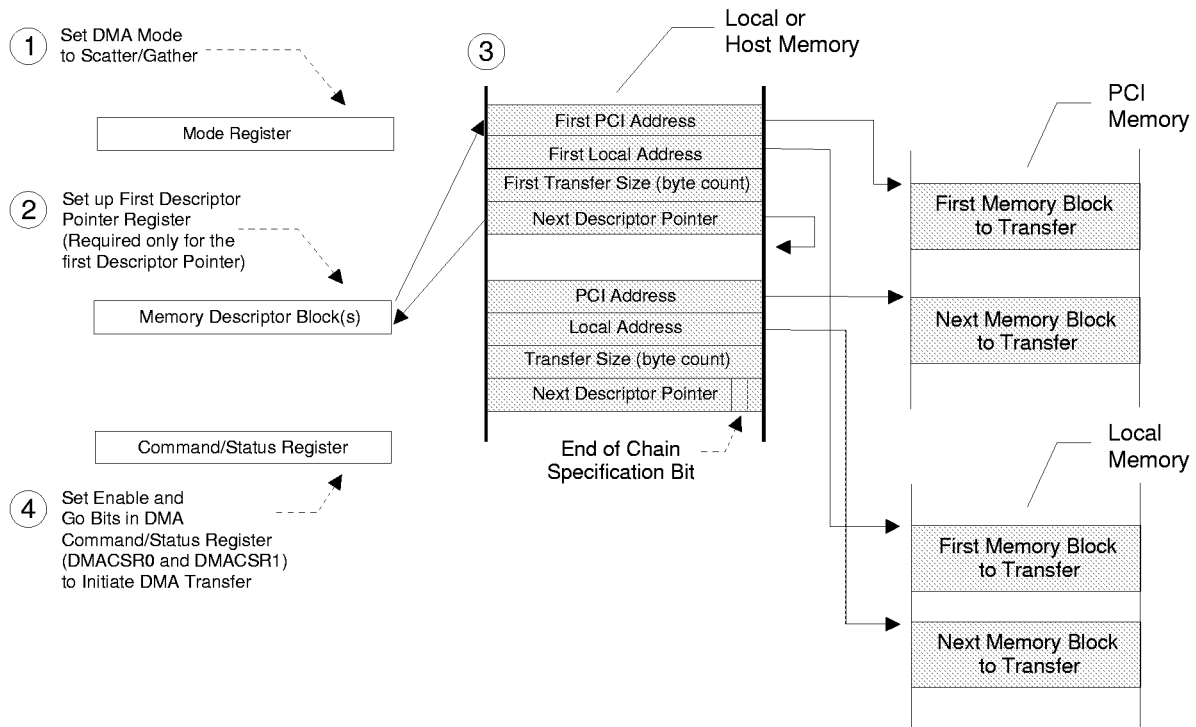 1
Set DMA Mode
to Scatter/Gather
Mode Register
2
Set up First Descriptor
Pointer Register
(Required only for the
first Descriptor Pointer)
Memory Descriptor Block(s)
Command/Status Register
4
Set Enable and
Go Bits in DMA
Command/Status Register
(DMACSR0 and DMACSR1)
to Initiate DMA Transfer
3
Local or
Host Memory
First PCI Address
First Local Address
First Transfer Size (byte count)
Next Descriptor Pointer
PCI Address
Local Address
Transfer Size (byte count)
Next Descriptor Pointer
End of Chain
Specification Bit
PCI
Memory
First Memory Block
to Transfer
Next Memory Block
to Transfer
Local
Memory
First Memory Block
to Transfer
Next Memory Block
to Transfer